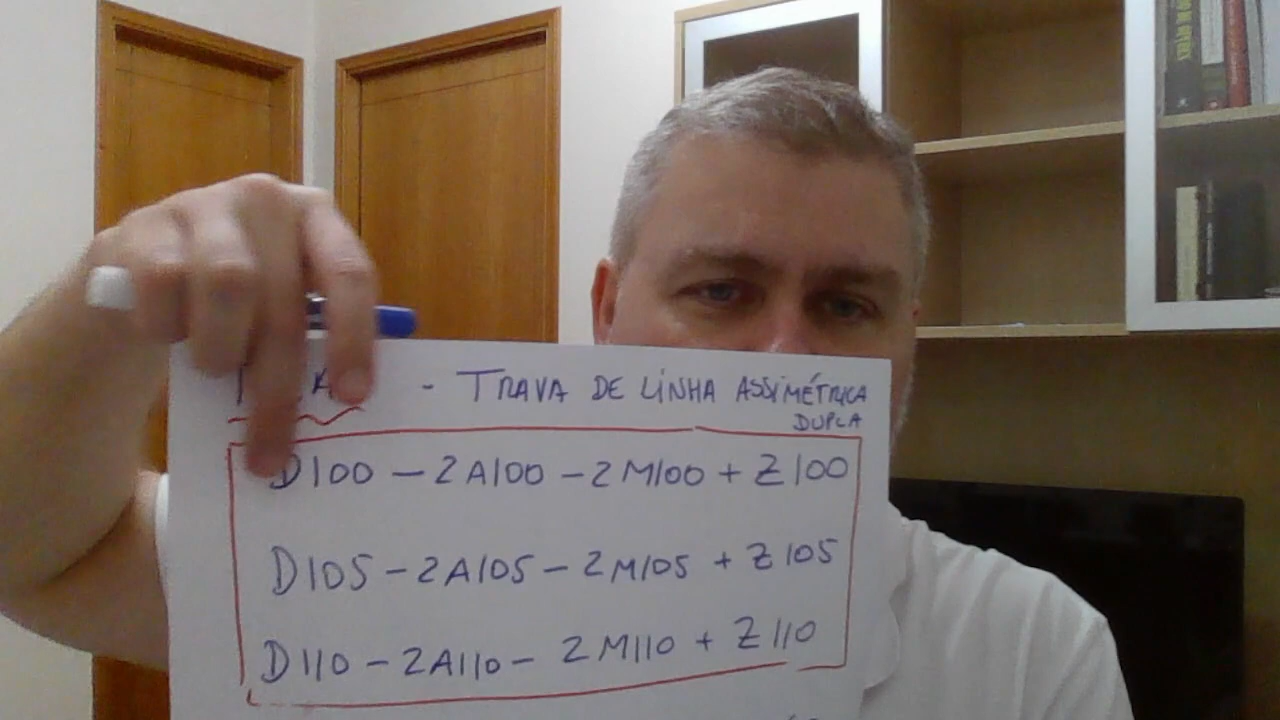 - TRAVA DE LINHA ASSIMÉTRICA
DUPLA
D100 - 2A100 - 2M100 + Z100
D105 - 2A105 - 2M105 + Z105
D110 - 2A110 - 2M110 + Z110